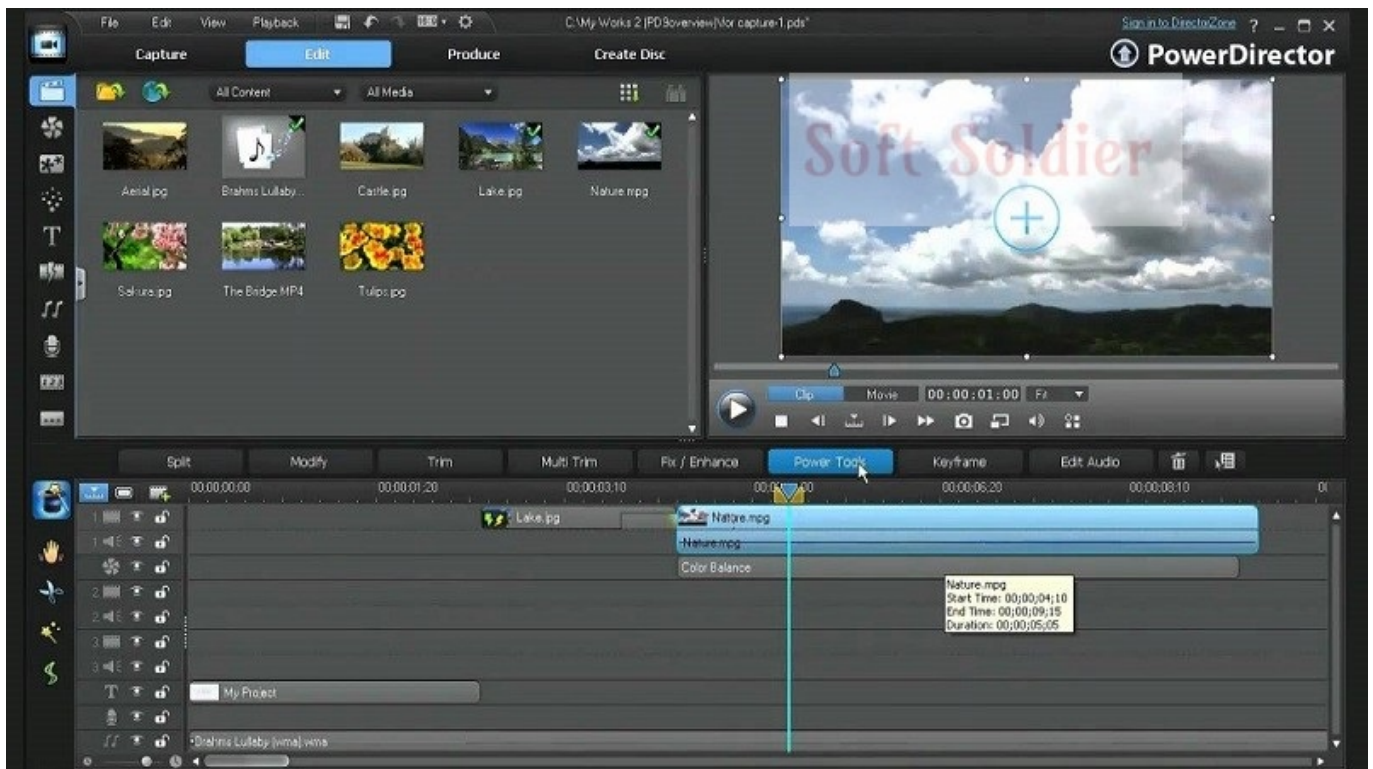 File Edit View Playback
C:\My Works 2 (PD9overview)\for capture-1.pds*
Sign in to DirectorZone ?
Capture Edit Produce Create Disc
PowerDirector
All Content All Media
Soft Soldier
Aerial.jpg Brahms Lullaby... Castle.jpg Lake.jpg Nature.mpg
Sakura.jpg The Bridge.MP4 Tulips.jpg
Clip Movie 00:00:01:00 Fit
Split Modify Trim Multi Trim Fix / Enhance Power Tools Keyframe Edit Audio
00:00:00:00 00:00:01:20 00:00:03:10 00:00:06:20 00:00:08:10
1 Lake.jpg Nature.mpg
1 Nature.mpg
Color Balance
2
2
3
3
Nature.mpg
Start Time: 00;00;04;10
End Time: 00;00;09;15
Duration: 00;00;05;05
T My Project
Brahms Lullaby (wma).wma